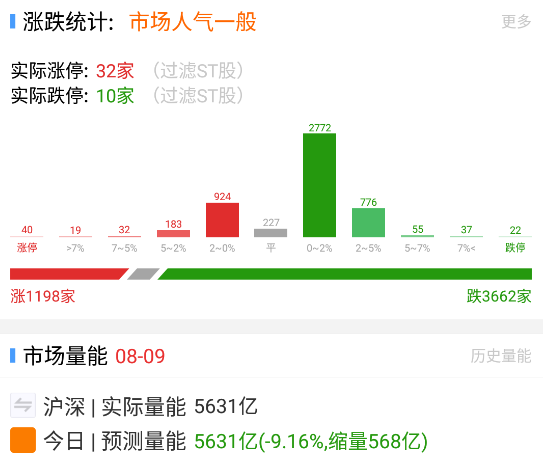 涨跌统计: 市场人气一般 更多
实际涨停: 32家 （过滤ST股）
实际跌停: 10家 （过滤ST股）
40 19 32 183 924 227 2772 776 55 37 22
涨停 >7% 7~5% 5~2% 2~0% 平 0~2% 2~5% 5~7% 7%< 跌停
涨1198家 跌3662家
市场量能 08-09 历史量能
沪深 | 实际量能 5631亿
今日 | 预测量能 5631亿(-9.16%,缩量568亿)